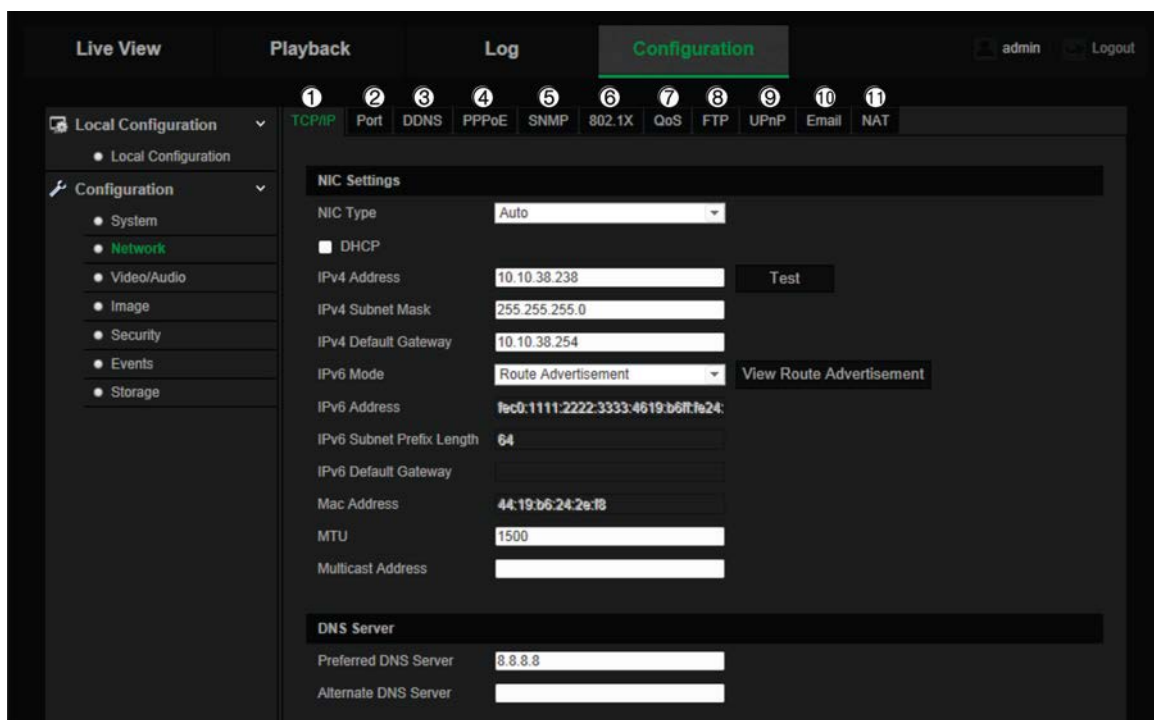 Live View Playback Log Configuration admin Logout
① ② ③ ④ ⑤ ⑥ ⑦ ⑧ ⑨ ⑩ ⑪
TCP/IP Port DDNS PPPoE SNMP 802.1X QoS FTP UPnP Email NAT
Local Configuration
Local Configuration
Configuration
System
Network
Video/Audio
Image
Security
Events
Storage
NIC Settings
NIC Type Auto
DHCP
IPv4 Address 10.10.38.238 Test
IPv4 Subnet Mask 255.255.255.0
IPv4 Default Gateway 10.10.38.254
IPv6 Mode Route Advertisement View Route Advertisement
IPv6 Address fec0:1111:2222:3333:4619:b6ff:fe24:
IPv6 Subnet Prefix Length 64
IPv6 Default Gateway
Mac Address 44:19:b6:24:2e:f8
MTU 1500
Multicast Address
DNS Server
Preferred DNS Server 8.8.8.8
Alternate DNS Server